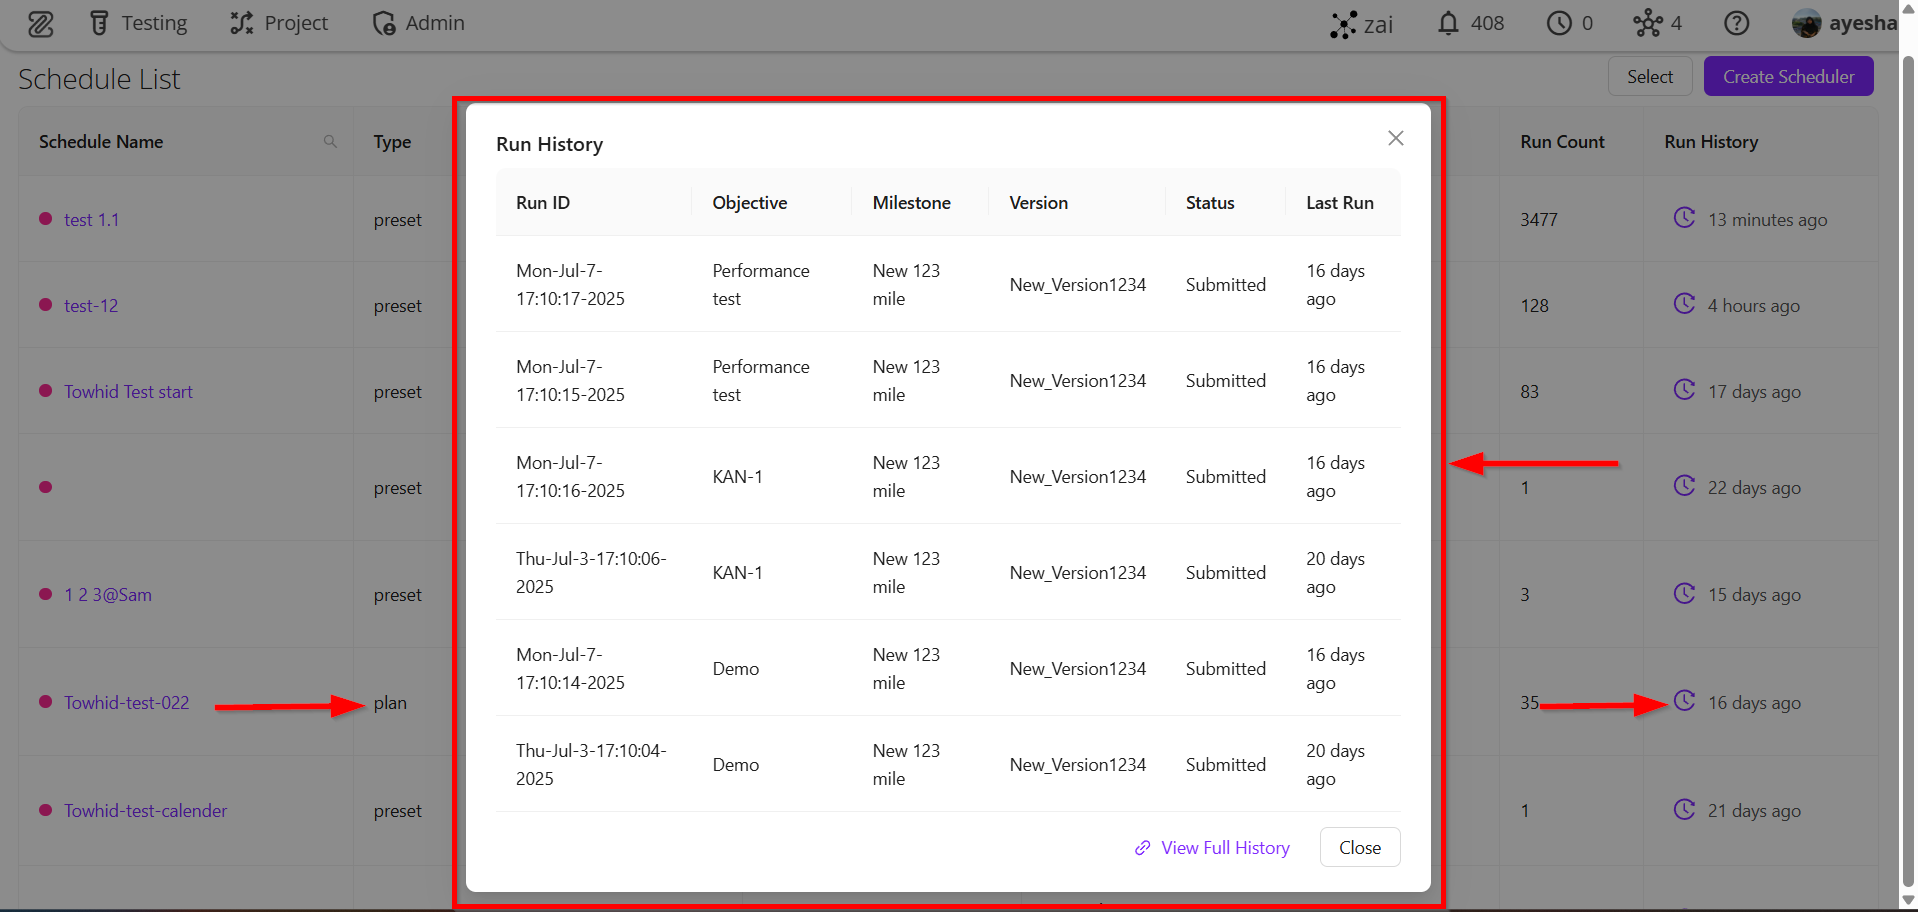 Testing Project Admin zai 408 0 4 ayesha
Schedule List Select Create Scheduler
Schedule Name Type Run Count Run History
test 1.1 preset 3477 13 minutes ago
test-12 preset 128 4 hours ago
Towhid Test start preset 83 17 days ago
preset 1 22 days ago
1 2 3@Sam preset 3 15 days ago
Towhid-test-022 plan 35 16 days ago
Towhid-test-calender preset 1 21 days ago
Run History
Run ID Objective Milestone Version Status Last Run
Mon-Jul-7- Performance New 123 16 days
17:10:17-2025 test mile New_Version1234 Submitted ago
Mon-Jul-7- Performance New 123 16 days
17:10:15-2025 test mile New_Version1234 Submitted ago
Mon-Jul-7- New 123 16 days
17:10:16-2025 KAN-1 mile New_Version1234 Submitted ago
Thu-Jul-3-17:10:06- New 123 20 days
2025 KAN-1 mile New_Version1234 Submitted ago
Mon-Jul-7- New 123 16 days
17:10:14-2025 Demo mile New_Version1234 Submitted ago
Thu-Jul-3-17:10:04- New 123 20 days
2025 Demo mile New_Version1234 Submitted ago
View Full History Close